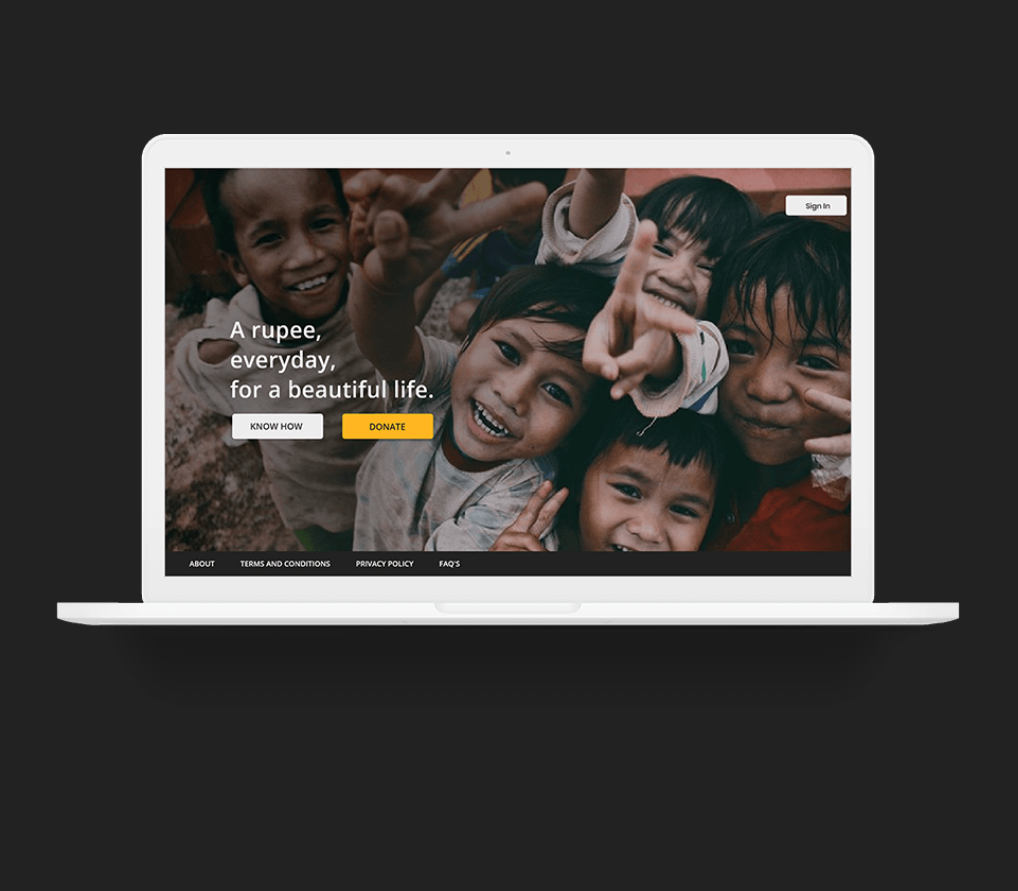 Sign In
A rupee,
everyday,
for a beautiful life.
KNOW HOW DONATE
ABOUT TERMS AND CONDITIONS PRIVACY POLICY FAQ'S